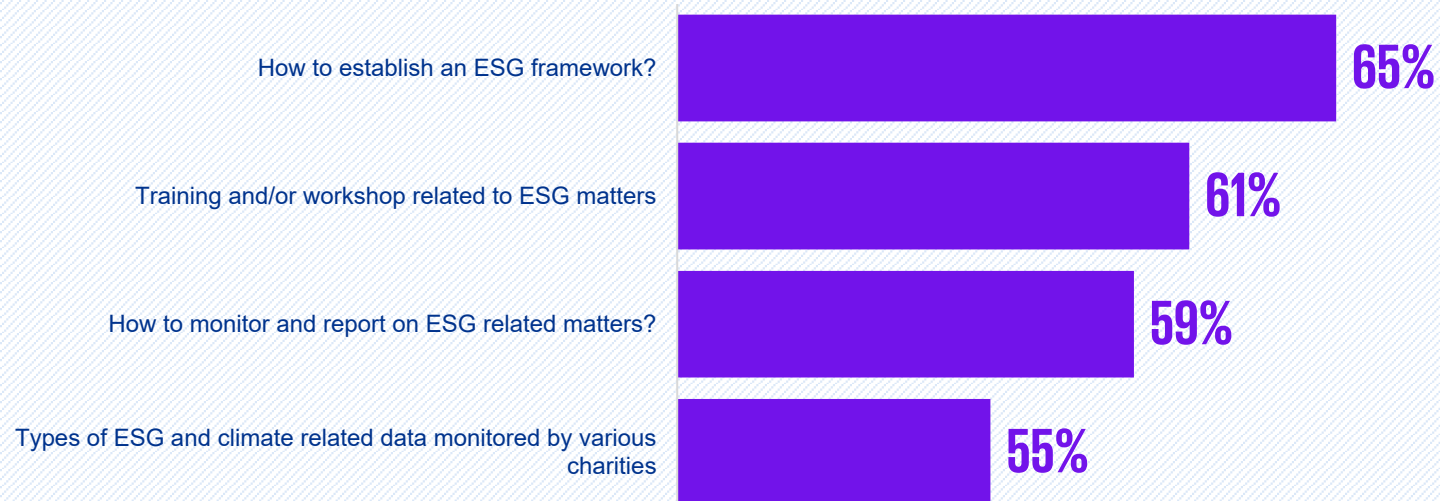 How to establish an ESG framework?
65%
Training and/or workshop related to ESG matters
61%
How to monitor and report on ESG related matters?
59%
Types of ESG and climate related data monitored by various
charities
55%